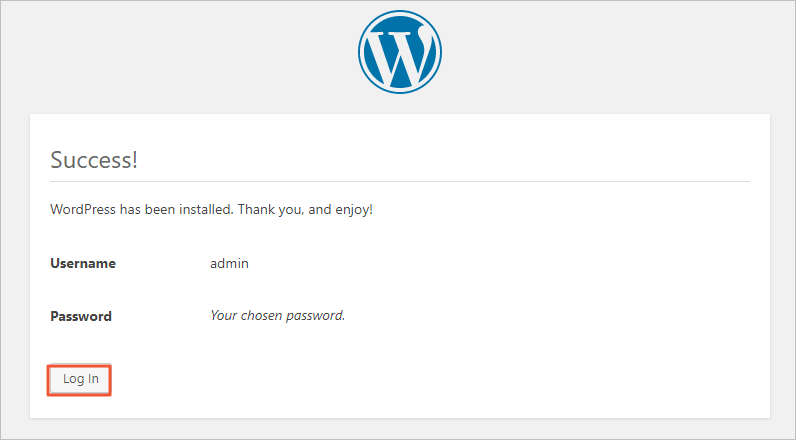 Success!
WordPress has been installed. Thank you, and enjoy!
Username admin
Password Your chosen password.
Log In